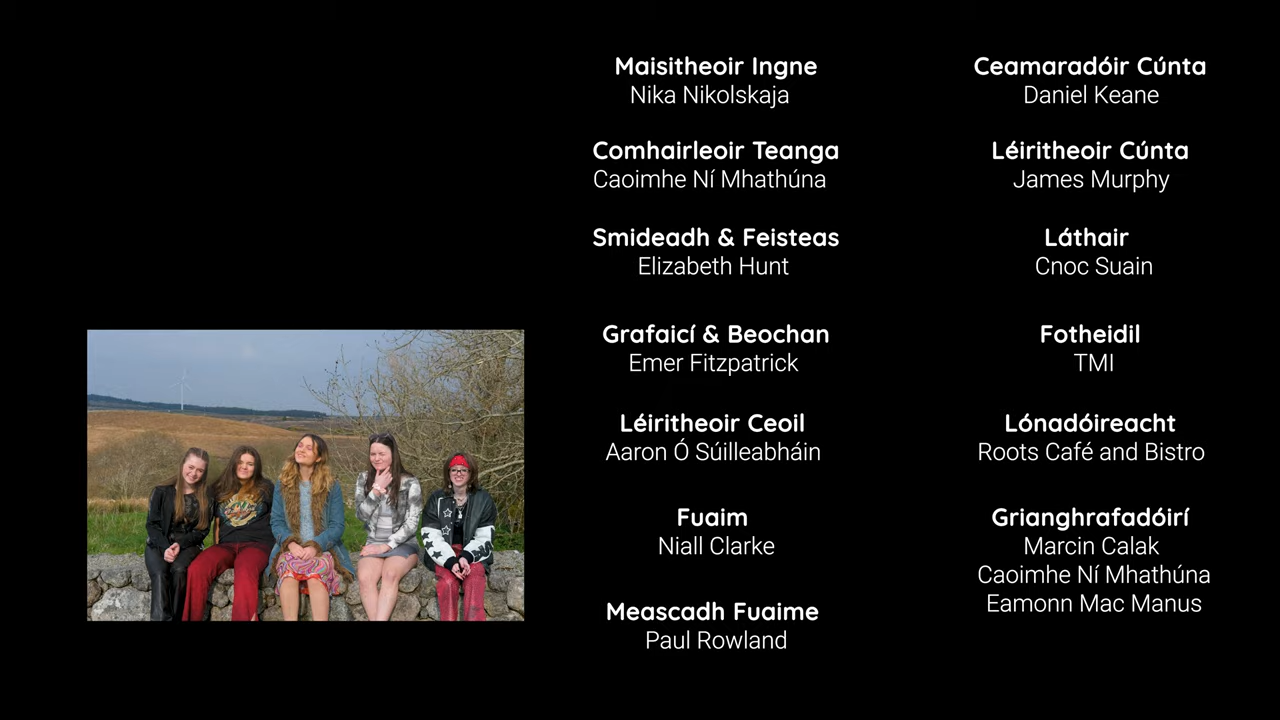 Maisitheoir Ingne
Nika Nikolskaja
Comhairleoir Teanga
Caoimhe Ní Mhathúna
Smideadh & Feisteas
Elizabeth Hunt
Grafaicí & Beochan
Emer Fitzpatrick
Léiritheoir Ceoil
Aaron Ó Súilleabháin
Fuaim
Niall Clarke
Meascadh Fuaime
Paul Rowland
Ceamaradóir Cúnta
Daniel Keane
Léiritheoir Cúnta
James Murphy
Láthair
Cnoc Suain
Fotheidil
TMI
Lónadóireacht
Roots Café and Bistro
Grianghrafadóirí
Marcin Calak
Caoimhe Ní Mhathúna
Eamonn Mac Manus